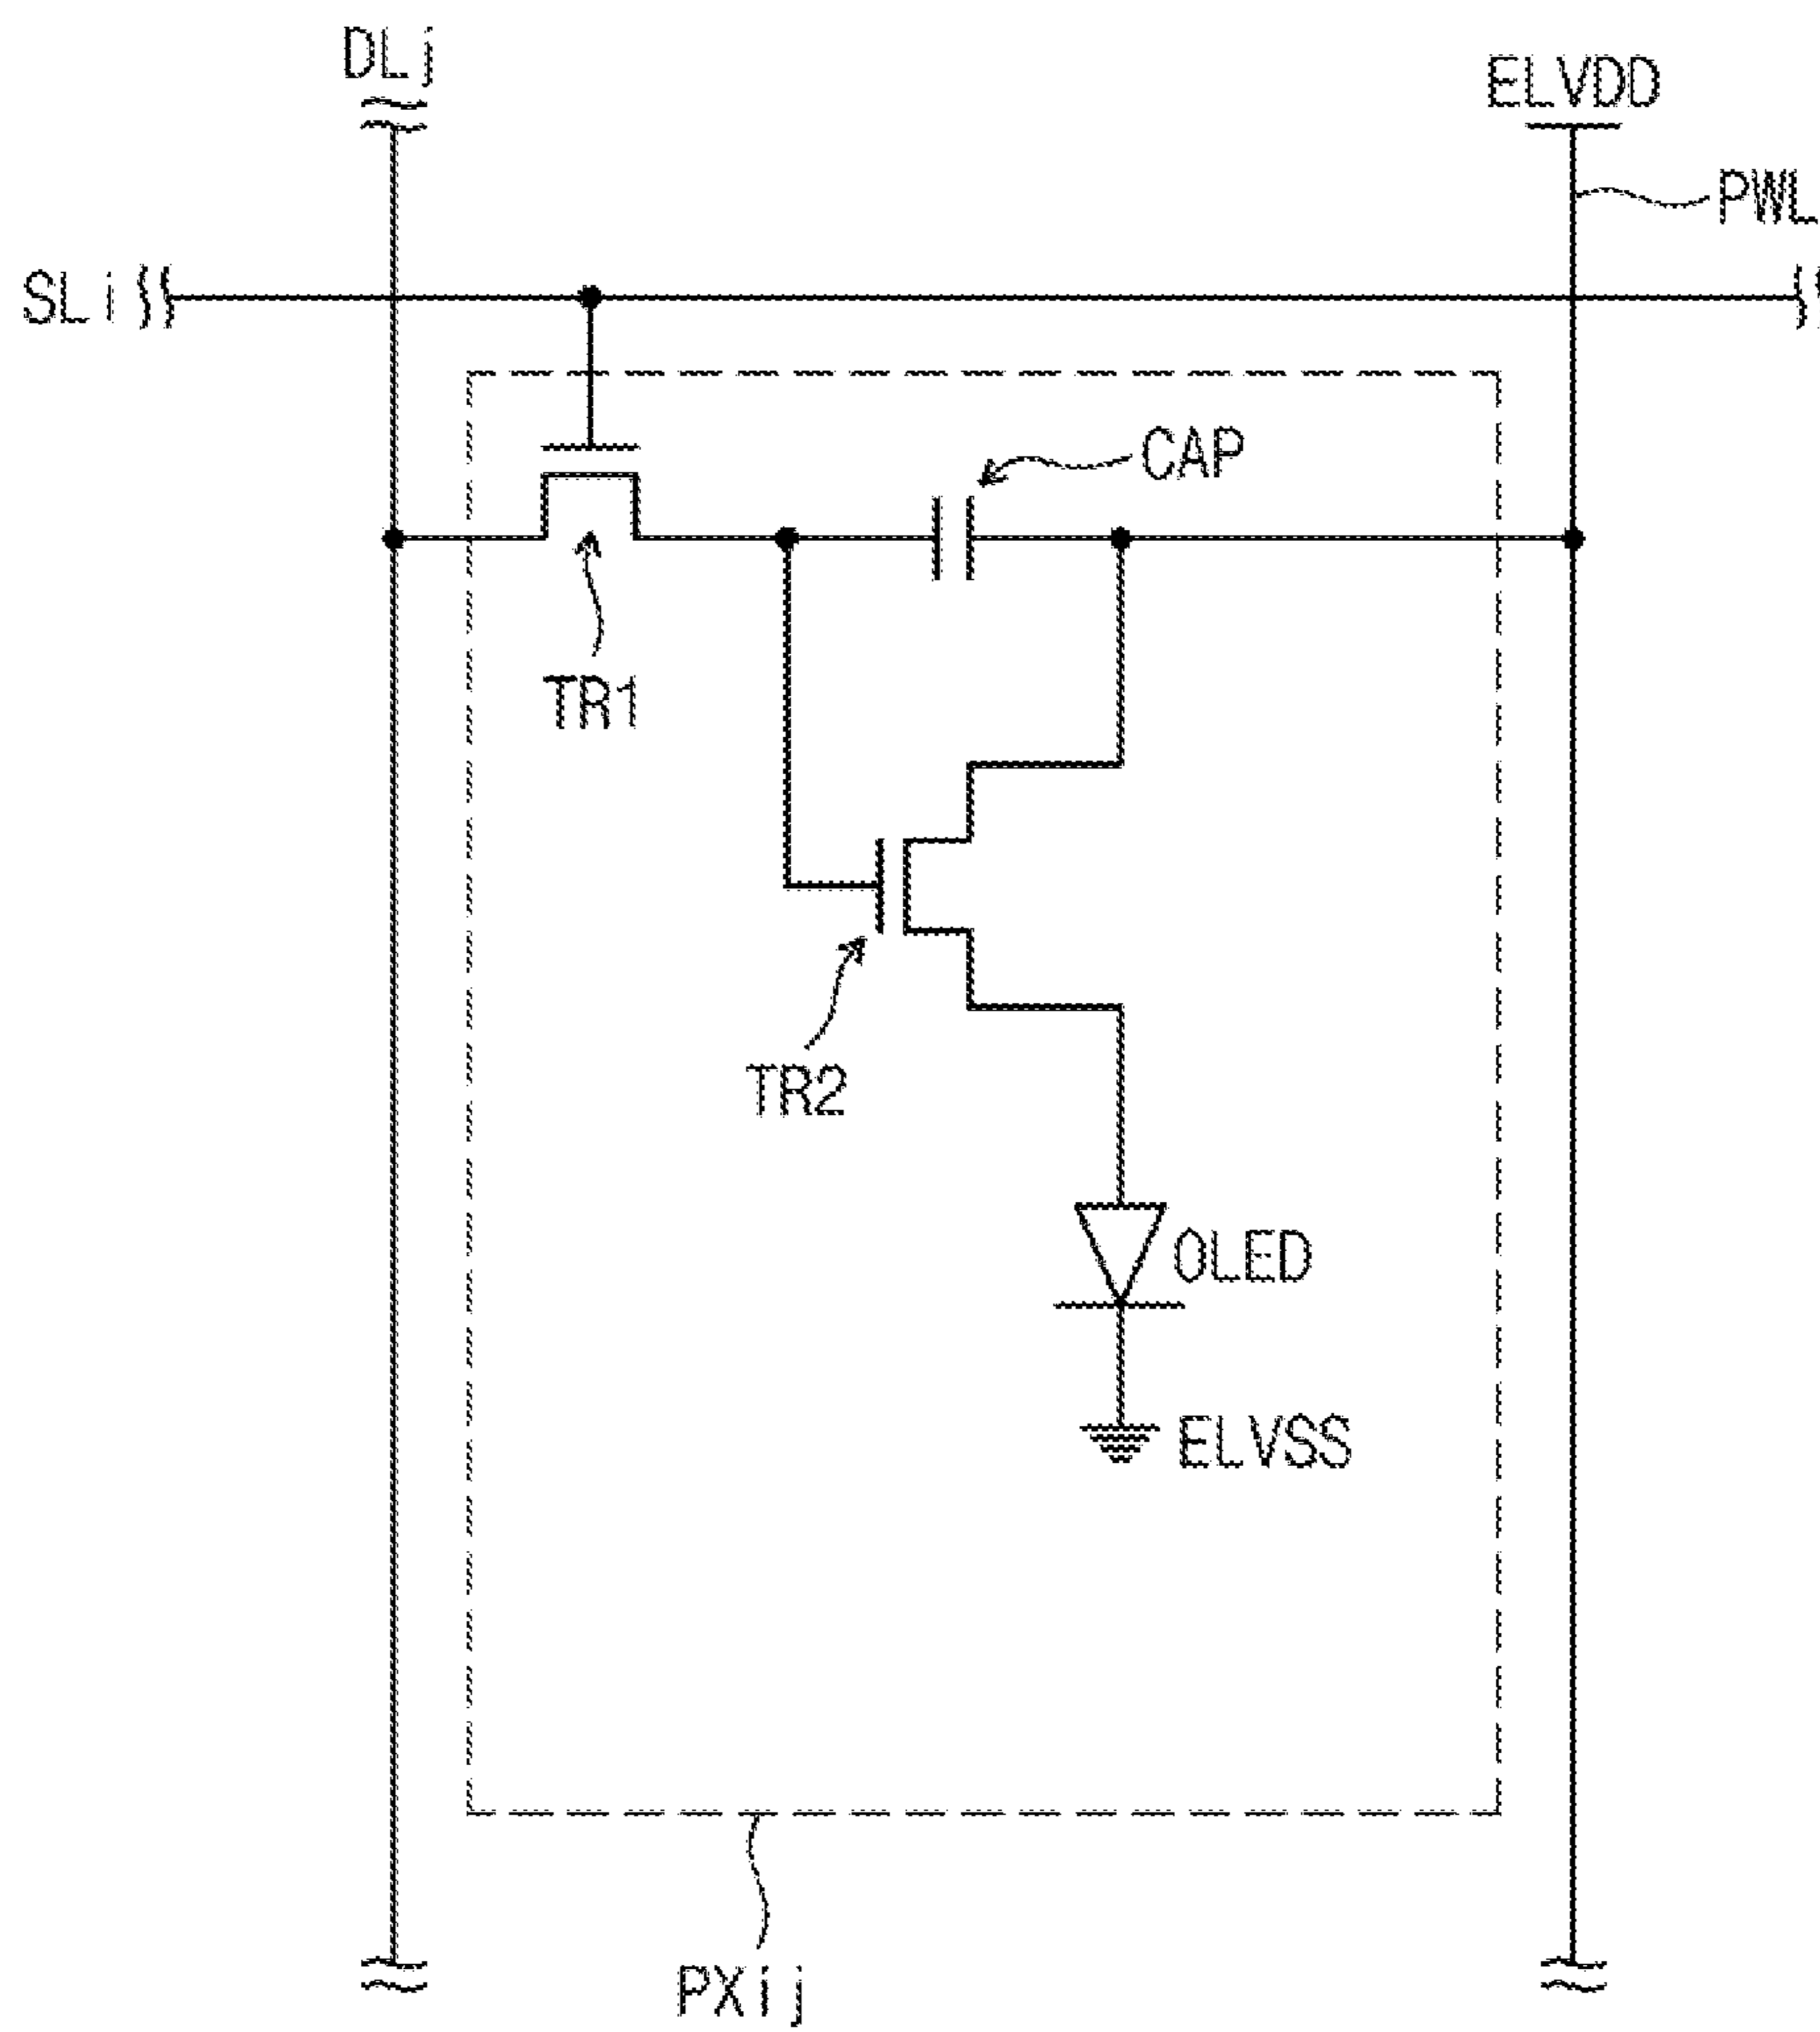 DLj
ELVDD
PWL
SLi
CAP
TR1
TR2
OLED
ELVSS
PXij